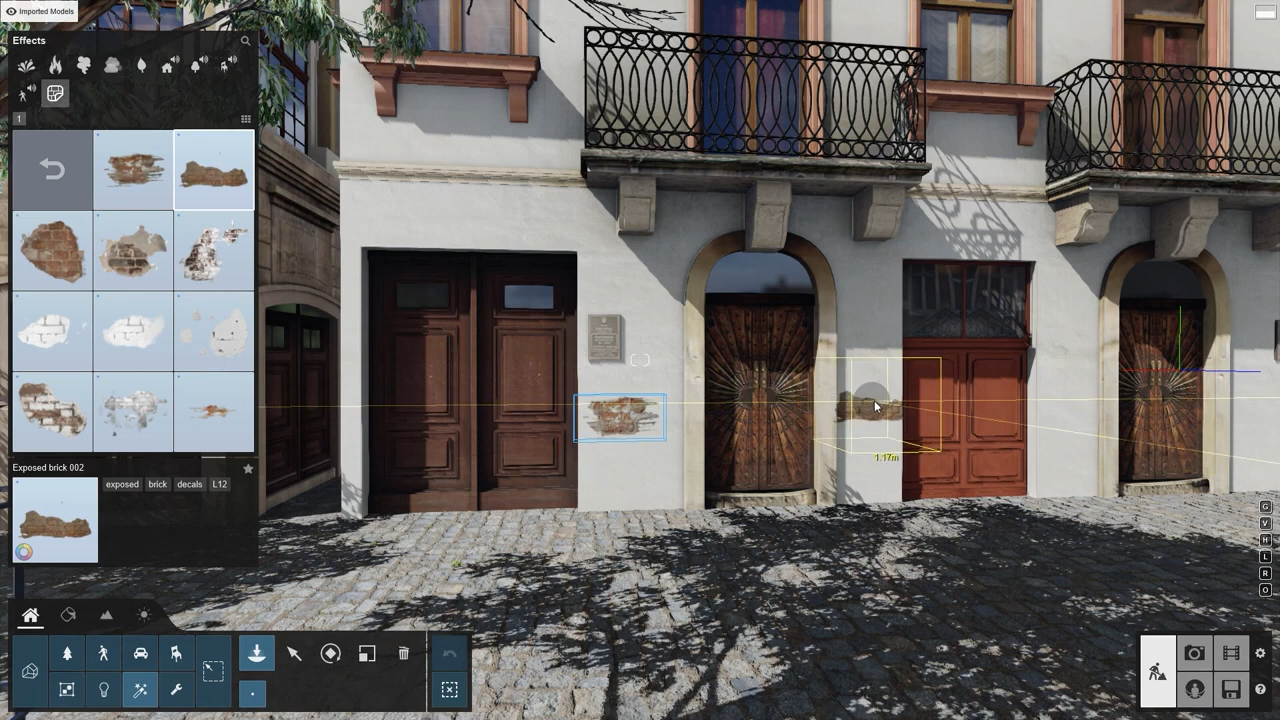 Imported Models
Effects
1
Exposed brick 002
exposed brick decals L12
1.17m
G
V
H
L
R
O